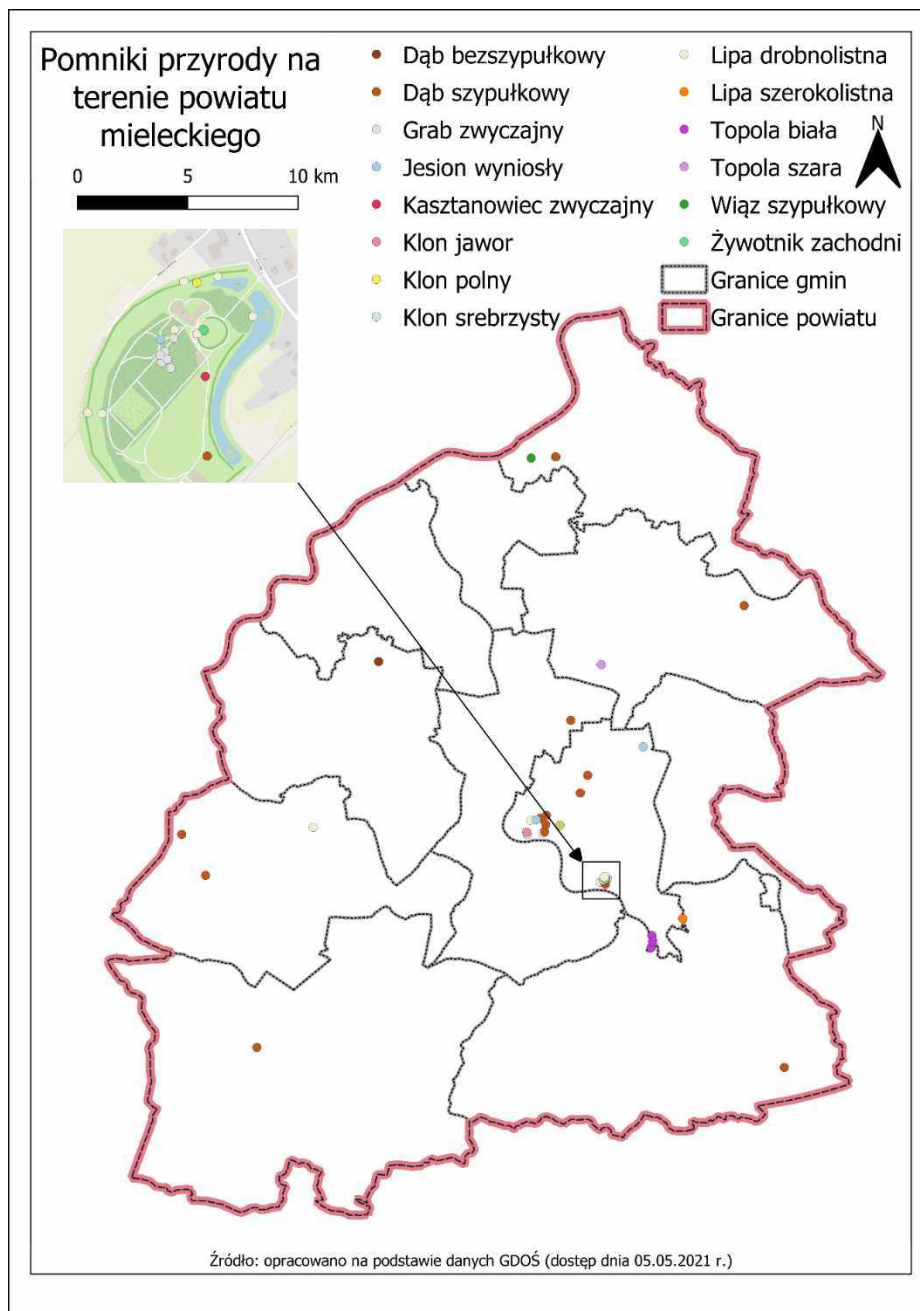 Pomniki przyrody na
terenie powiatu
mieleckiego
0 5 10 km
Dąb bezszypułkowy
Dąb szypułkowy
Grab zwyczajny
Jesion wyniosły
Kasztanowiec zwyczajny
Klon jawor
Klon polny
Klon srebrzysty
Lipa drobnolistna
Lipa szerokolistna
Topola biała
Topola szara
Wiąz szypułkowy
Żywotnik zachodni
Granice gmin
Granice powiatu
N
Źródło: opracowano na podstawie danych GDOŚ (dostęp dnia 05.05.2021 r.)